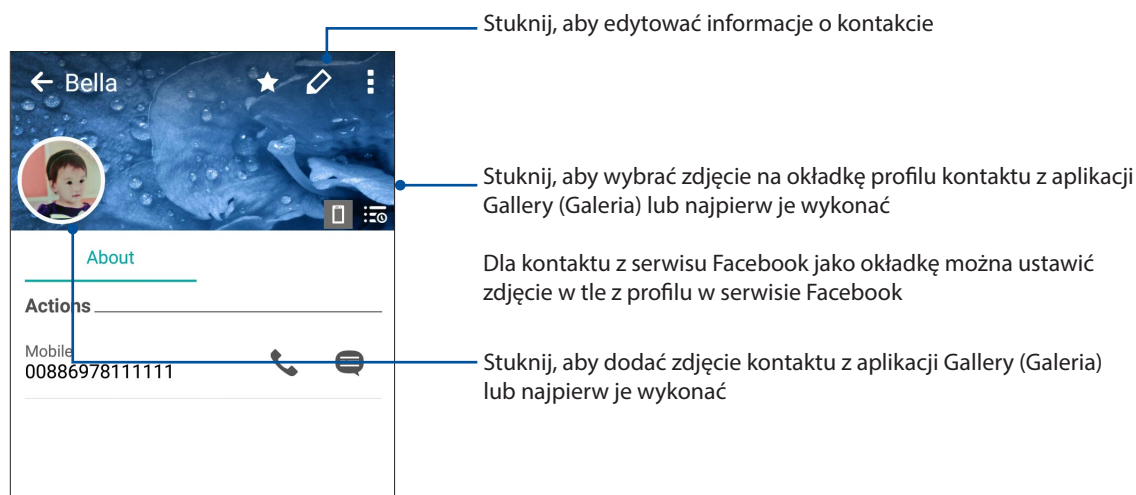 Stuknij, aby edytować informacje o kontakcie
Bella
Stuknij, aby wybrać zdjęcie na okładkę profilu kontaktu z aplikacji
Gallery (Galeria) lub najpierw je wykonać
About
Dla kontaktu z serwisu Facebook jako okładkę można ustawić
zdjęcie w tle z profilu w serwisie Facebook
Actions
Mobile
00886978111111
Stuknij, aby dodać zdjęcie kontaktu z aplikacji Gallery (Galeria)
lub najpierw je wykonać